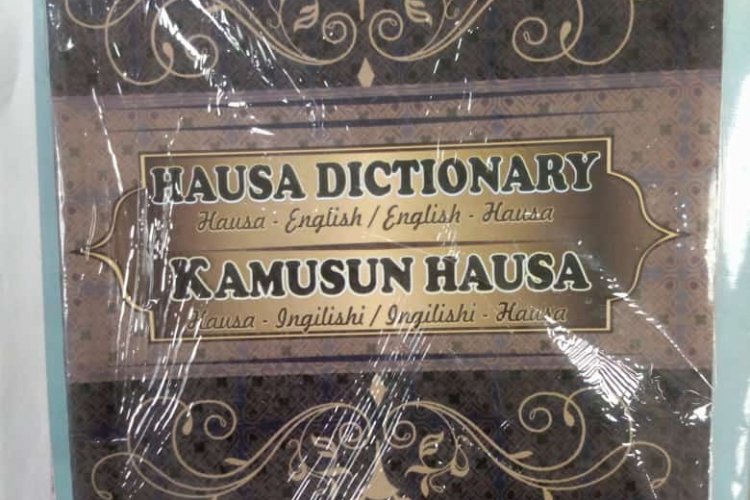 HAUSA DICTIONARY
Hausa - English / English - Hausa
KAMUSUN HAUSA
Hausa - Ingilishi / Ingilishi - Hausa